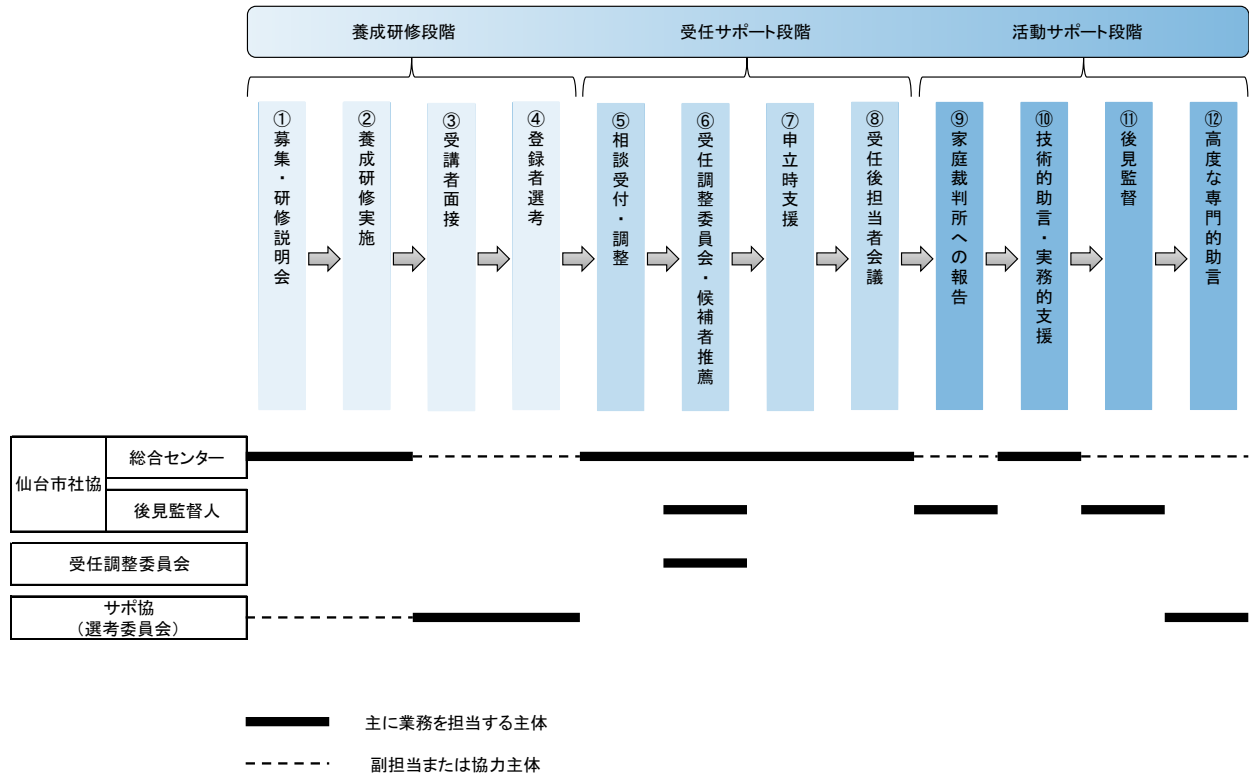 養成研修段階
受任サポート段階
活動サポート段階
①募集・研修説明会
②養成研修実施
③受講者面接
④登録者選考
⑤相談受付・調整
⑥受任調整委員会・候補者推薦
⑦申立時支援
⑧受任後担当者会議
⑨家庭裁判所への報告
⑩技術的助言・実務的支援
⑪後見監督
⑫高度な専門的助言
仙台市社協
総合センター
後見監督人
受任調整委員会
サポ協
(選考委員会)
主に業務を担当する主体
副担当または協力主体